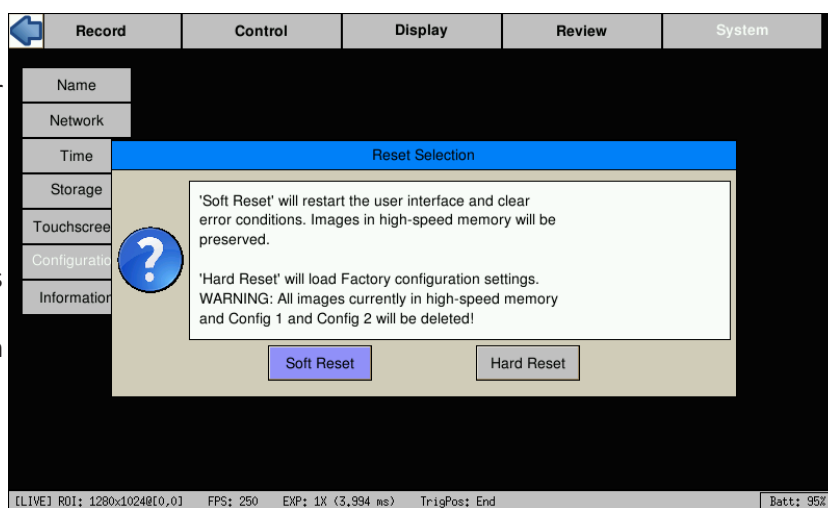 Record Control Display Review System
Name
Network
Time
Reset Selection
Storage
Touchscree
Configuratio
Information
'Soft Reset' will restart the user interface and clear
error conditions. Images in high-speed memory will be
preserved.
'Hard Reset' will load Factory configuration settings.
WARNING: All images currently in high-speed memory
and Config 1 and Config 2 will be deleted!
Soft Reset Hard Reset
[LIVE] ROI: 1280x1024@[0,0] FPS: 250 EXP: 1X (3.994 ms) TrigPos: End Batt: 95%